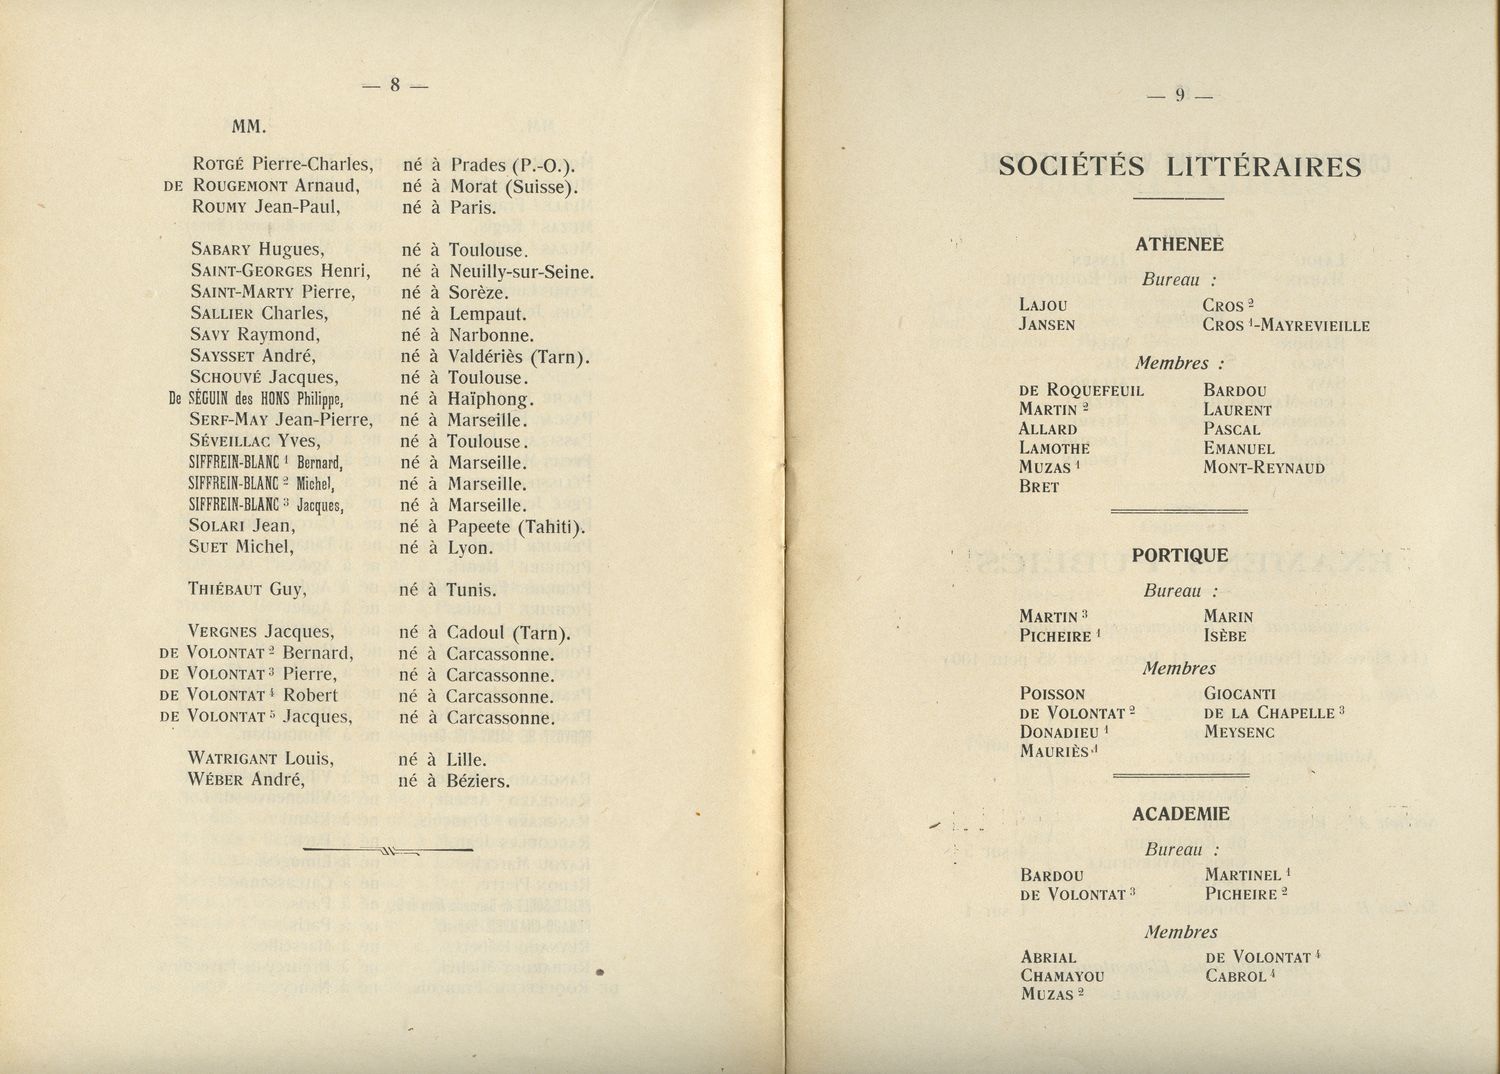 — 8 —
MM.
ROTGÉ Pierre-Charles, né à Prades (P.-O.).
DE ROUGEMONT Arnaud, né à Morat (Suisse).
ROUMY Jean-Paul, né à Paris.
SABARY Hugues, né à Toulouse.
SAINT-GEORGES Henri, né à Neuilly-sur-Seine.
SAINT-MARTY Pierre, né à Sorèze.
SALLIER Charles, né à Lempaut.
SAVY Raymond, né à Narbonne.
SAYSSET André, né à Valdériès (Tarn).
SCHOUVÉ Jacques, né à Toulouse.
De SÉGUIN des HONS Philippe, né à Haïphong.
SERF-MAY Jean-Pierre, né à Marseille.
SÉVEILLAC Yves, né à Toulouse.
SIFFREIN-BLANC ¹ Bernard, né à Marseille.
SIFFREIN-BLANC ² Michel, né à Marseille.
SIFFREIN-BLANC ³ Jacques, né à Marseille.
SOLARI Jean, né à Papeete (Tahiti).
SUET Michel, né à Lyon.
THIÉBAUT Guy, né à Tunis.
VERGNES Jacques, né à Cadoul (Tarn).
DE VOLONTAT ² Bernard, né à Carcassonne.
DE VOLONTAT ³ Pierre, né à Carcassonne.
DE VOLONTAT ⁴ Robert né à Carcassonne.
DE VOLONTAT ⁵ Jacques, né à Carcassonne.
WATRIGANT Louis, né à Lille.
WÉBER André, né à Béziers.
— 9 —
SOCIÉTÉS LITTÉRAIRES
ATHENEE
Bureau :
LAJOU CROS ²
JANSEN CROS ¹-MAYREVIEILLE
Membres :
DE ROQUEFEUIL BARDOU
MARTIN ² LAURENT
ALLARD PASCAL
LAMOTHE EMANUEL
MUZAS ¹ MONT-REYNAUD
BRET
PORTIQUE
Bureau :
MARTIN ³ MARIN
PICHEIRE ¹ ISÈBE
Membres
POISSON GIOCANTI
DE VOLONTAT ² DE LA CHAPELLE ³
DONADIEU ¹ MEYSENC
MAURIÈS ¹
ACADEMIE
Bureau :
BARDOU MARTINEL ¹
DE VOLONTAT ³ PICHEIRE ²
Membres
ABRIAL DE VOLONTAT ⁴
CHAMAYOU CABROL ¹
MUZAS ²